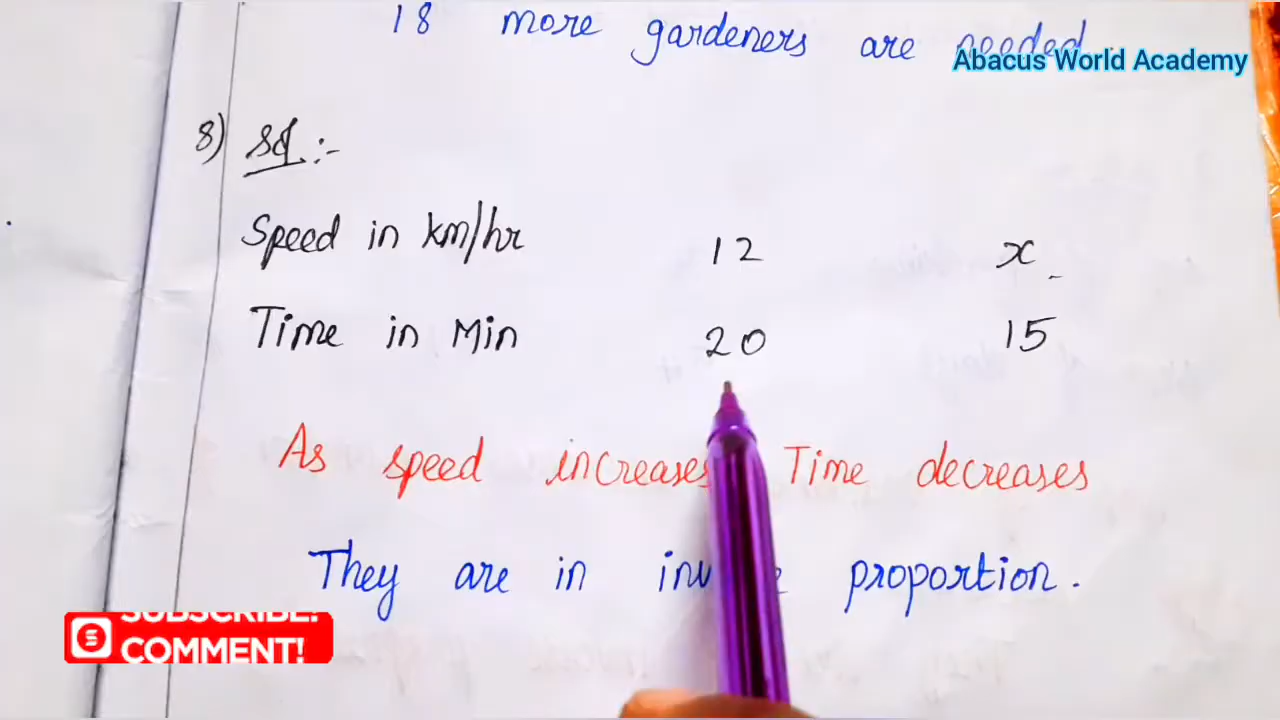 18 more gardeners are needed
Abacus World Academy
8) Sol :-
Speed in km/hr 12 x
Time in Min 20 15
As speed increases Time decreases
They are in proportion.
SUBSCRIBE!
COMMENT!